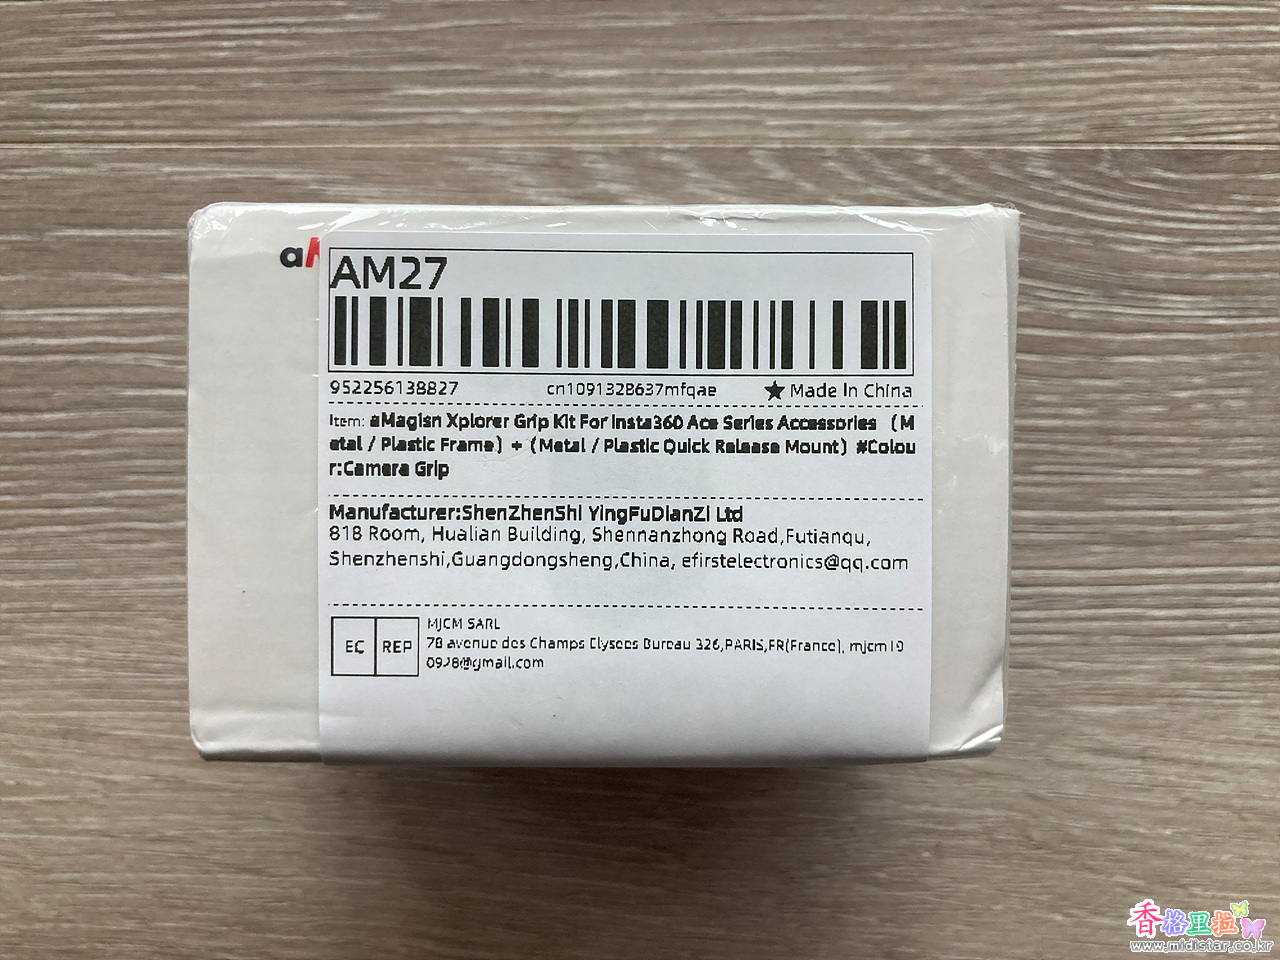 aM
AM27
952256138827 cn1091328637mfqae ★ Made In China
Item: aMagisn Xplorer Grip Kit For Insta360 Ace Series Accessories （M
etal / Plastic Frame) + (Metal / Plastic Quick Release Mount) #Colou
r:Camera Grip
Manufacturer:ShenZhenShi YingFuDianZi Ltd
818 Room, Hualian Building, Shennanzhong Road,Futianqu,
Shenzhenshi,Guangdongsheng,China, efirstelectronics@qq.com
EC REP
MJCM SARL
78 avenue des Champs Elysees Bureau 326,PARIS,FR(France), mjcm19
0928@gmail.com
香格里拉
www.midistar.co.kr